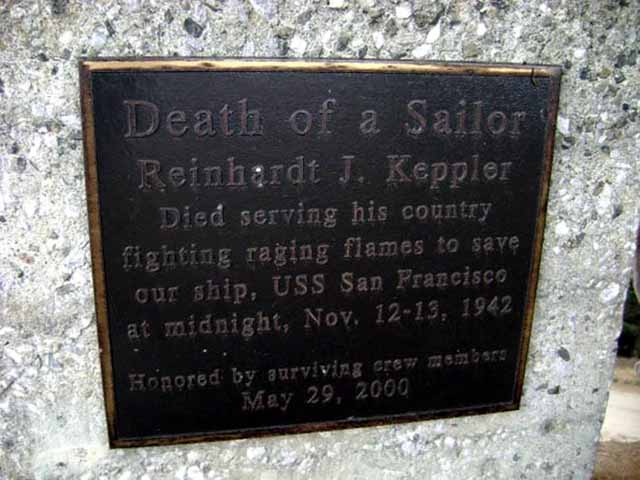 Death of a Sailor
Reinhardt J. Keppler
Died serving his country
fighting raging flames to save
our ship, USS San Francisco
at midnight, Nov. 12-13, 1942
Honored by surviving crew members
May 29, 2000